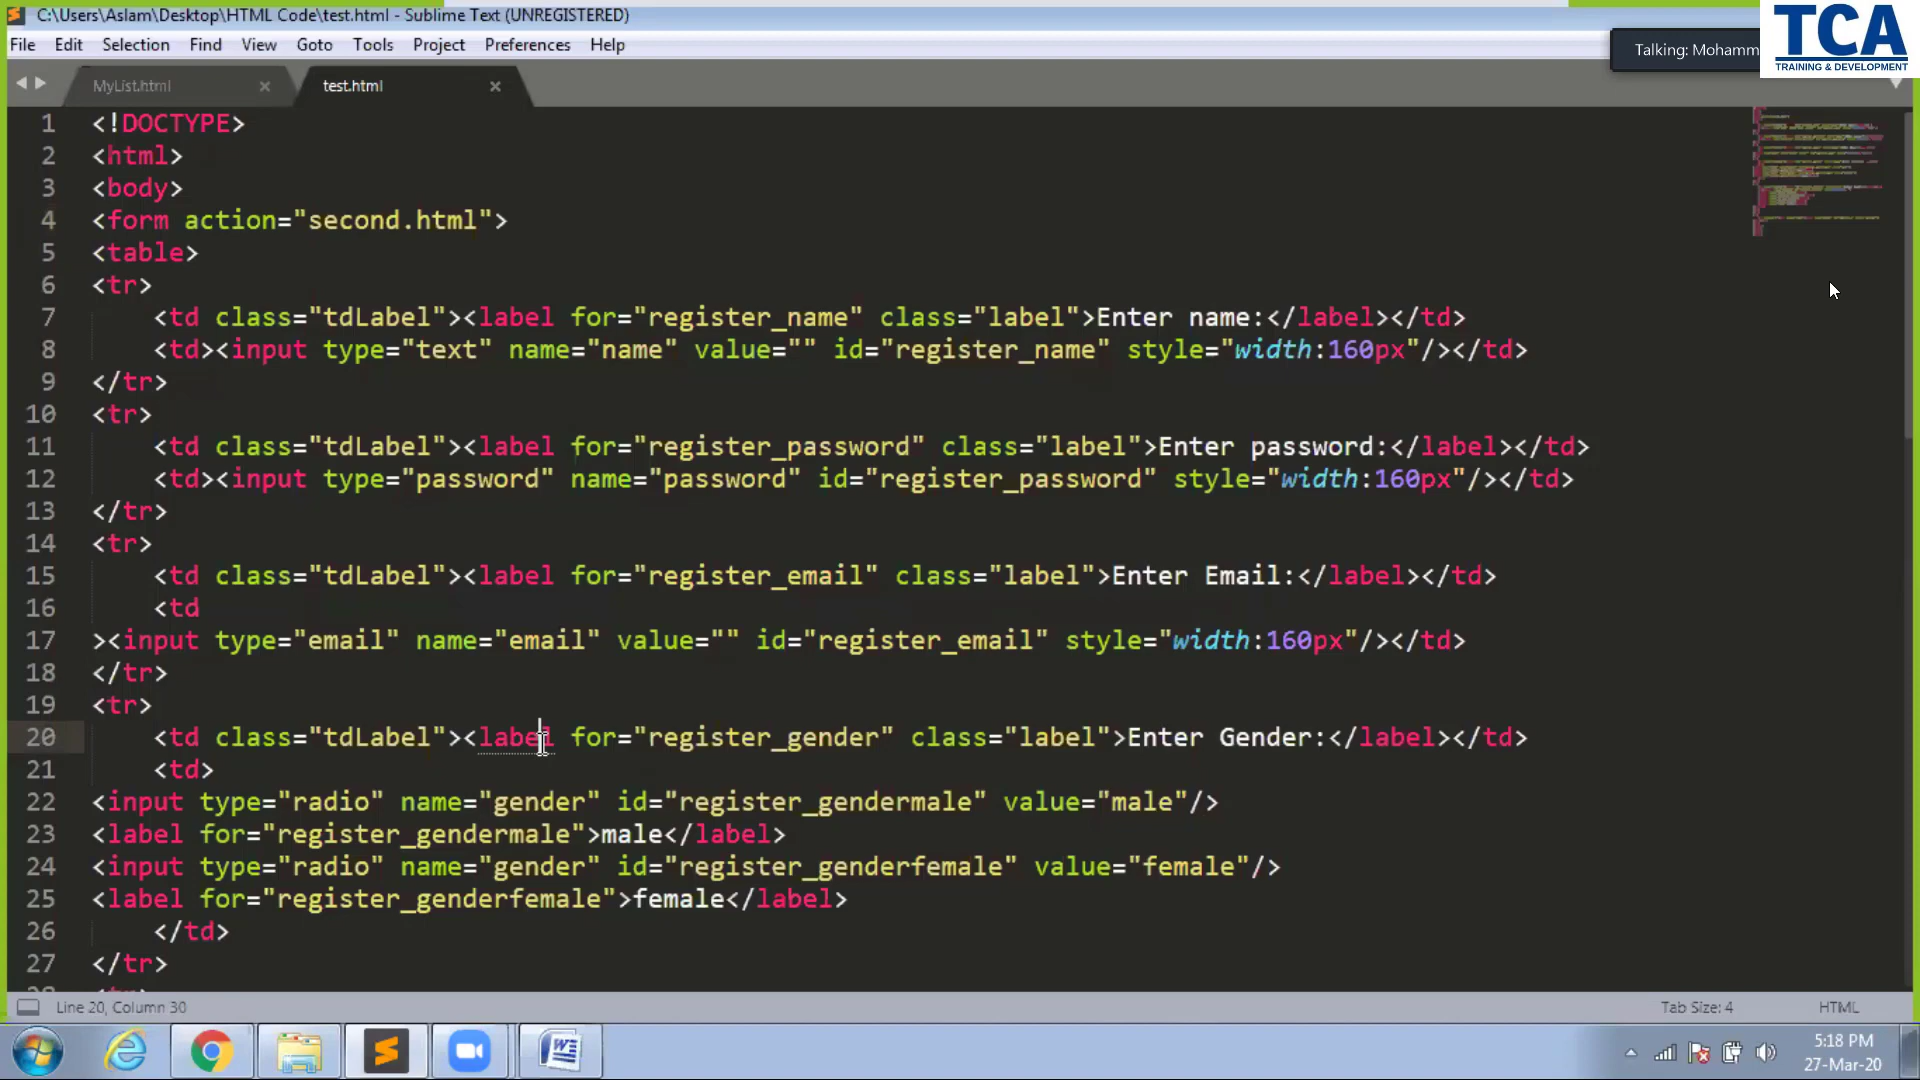 C:\Users\Aslam\Desktop\HTML Code\test.html - Sublime Text (UNREGISTERED)
TCA
TRAINING & DEVELOPMENT
File Edit Selection Find View Goto Tools Project Preferences Help
Talking: Mohamm
MyList.html test.html
1 <!DOCTYPE>
2 <html>
3 <body>
4 <form action="second.html">
5 <table>
6 <tr>
7 <td class="tdLabel"><label for="register_name" class="label">Enter name:</label></td>
8 <td><input type="text" name="name" value="" id="register_name" style="width:160px"/></td>
9 </tr>
10 <tr>
11 <td class="tdLabel"><label for="register_password" class="label">Enter password:</label></td>
12 <td><input type="password" name="password" id="register_password" style="width:160px"/></td>
13 </tr>
14 <tr>
15 <td class="tdLabel"><label for="register_email" class="label">Enter Email:</label></td>
16 <td
17 ><input type="email" name="email" value="" id="register_email" style="width:160px"/></td>
18 </tr>
19 <tr>
20 <td class="tdLabel"><label for="register_gender" class="label">Enter Gender:</label></td>
21 <td>
22 <input type="radio" name="gender" id="register_gendermale" value="male"/>
23 <label for="register_gendermale">male</label>
24 <input type="radio" name="gender" id="register_genderfemale" value="female"/>
25 <label for="register_genderfemale">female</label>
26 </td>
27 </tr>
Line 20, Column 30 Tab Size: 4 HTML
5:18 PM
27-Mar-20